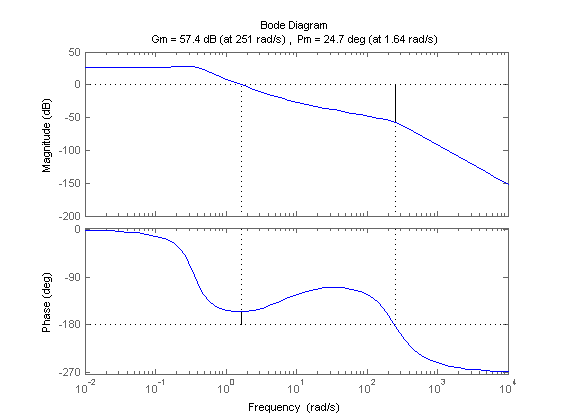 Bode Diagram
Gm = 57.4 dB (at 251 rad/s) , Pm = 24.7 deg (at 1.64 rad/s)
Magnitude (dB)
50
0
-50
-100
-150
-200
Phase (deg)
0
-90
-180
-270
10^-2 10^-1 10^0 10^1 10^2 10^3 10^4
Frequency (rad/s)